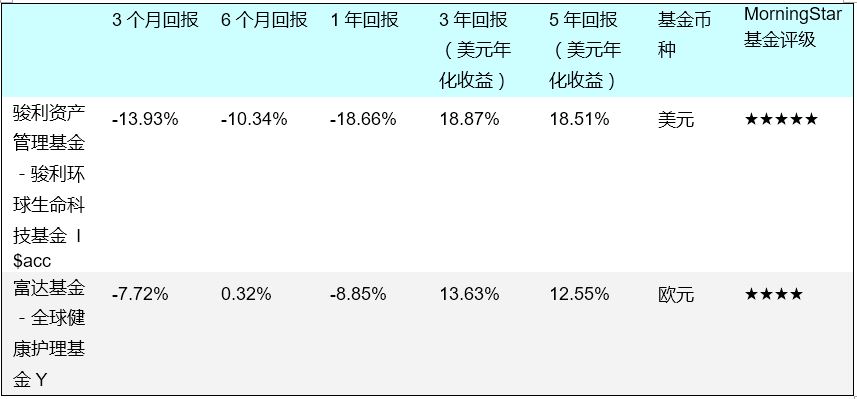 3 个月回报 6 个月回报 1 年回报 3 年回报 5 年回报 基金币 MorningStar
（美元年 （美元年 种 基金评级
化收益） 化收益）
骏利资产 -13.93% -10.34% -18.66% 18.87% 18.51% 美元 ★★★★★
管理基金
- 骏利环
球生命科
技基金 I
$acc
富达基金 -7.72% 0.32% -8.85% 13.63% 12.55% 欧元 ★★★★
- 全球健
康护理基
金 Y